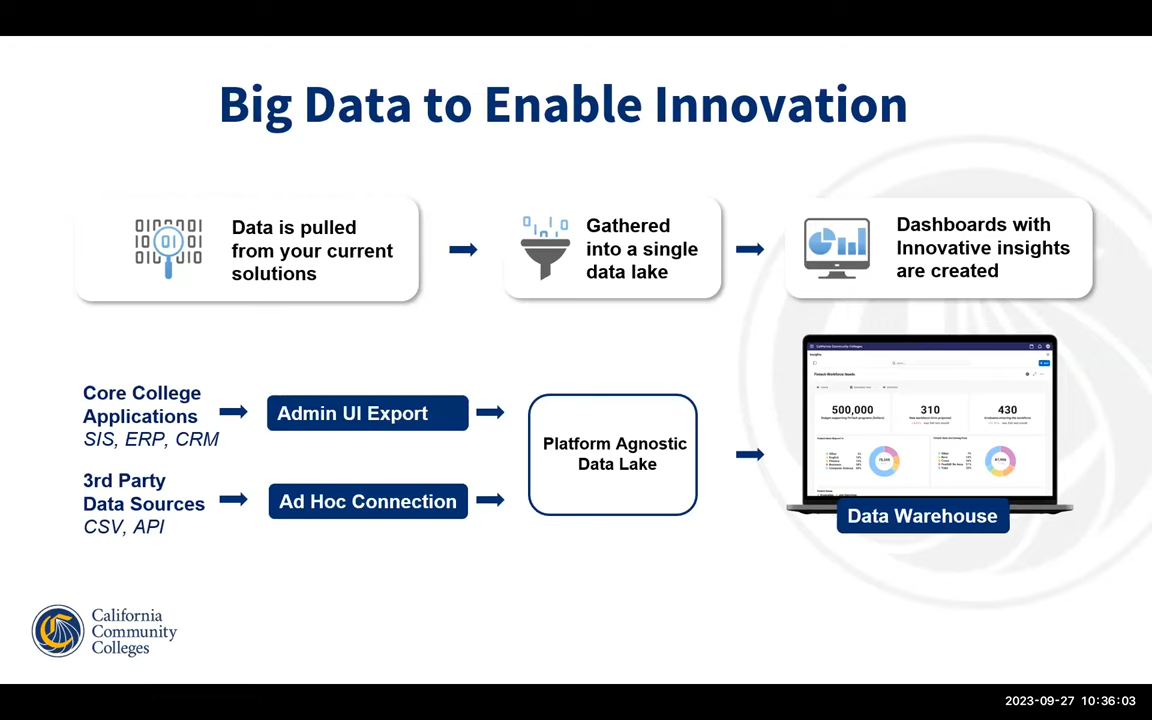 Big Data to Enable Innovation
Data is pulled
from your current
solutions
Gathered
into a single
data lake
Dashboards with
Innovative insights
are created
Core College
Applications
SIS, ERP, CRM
Admin UI Export
3rd Party
Data Sources
CSV, API
Ad Hoc Connection
Platform Agnostic
Data Lake
California Community Colleges
500,000
310
430
Data Warehouse
California
Community
Colleges
2023-09-27 10:36:03